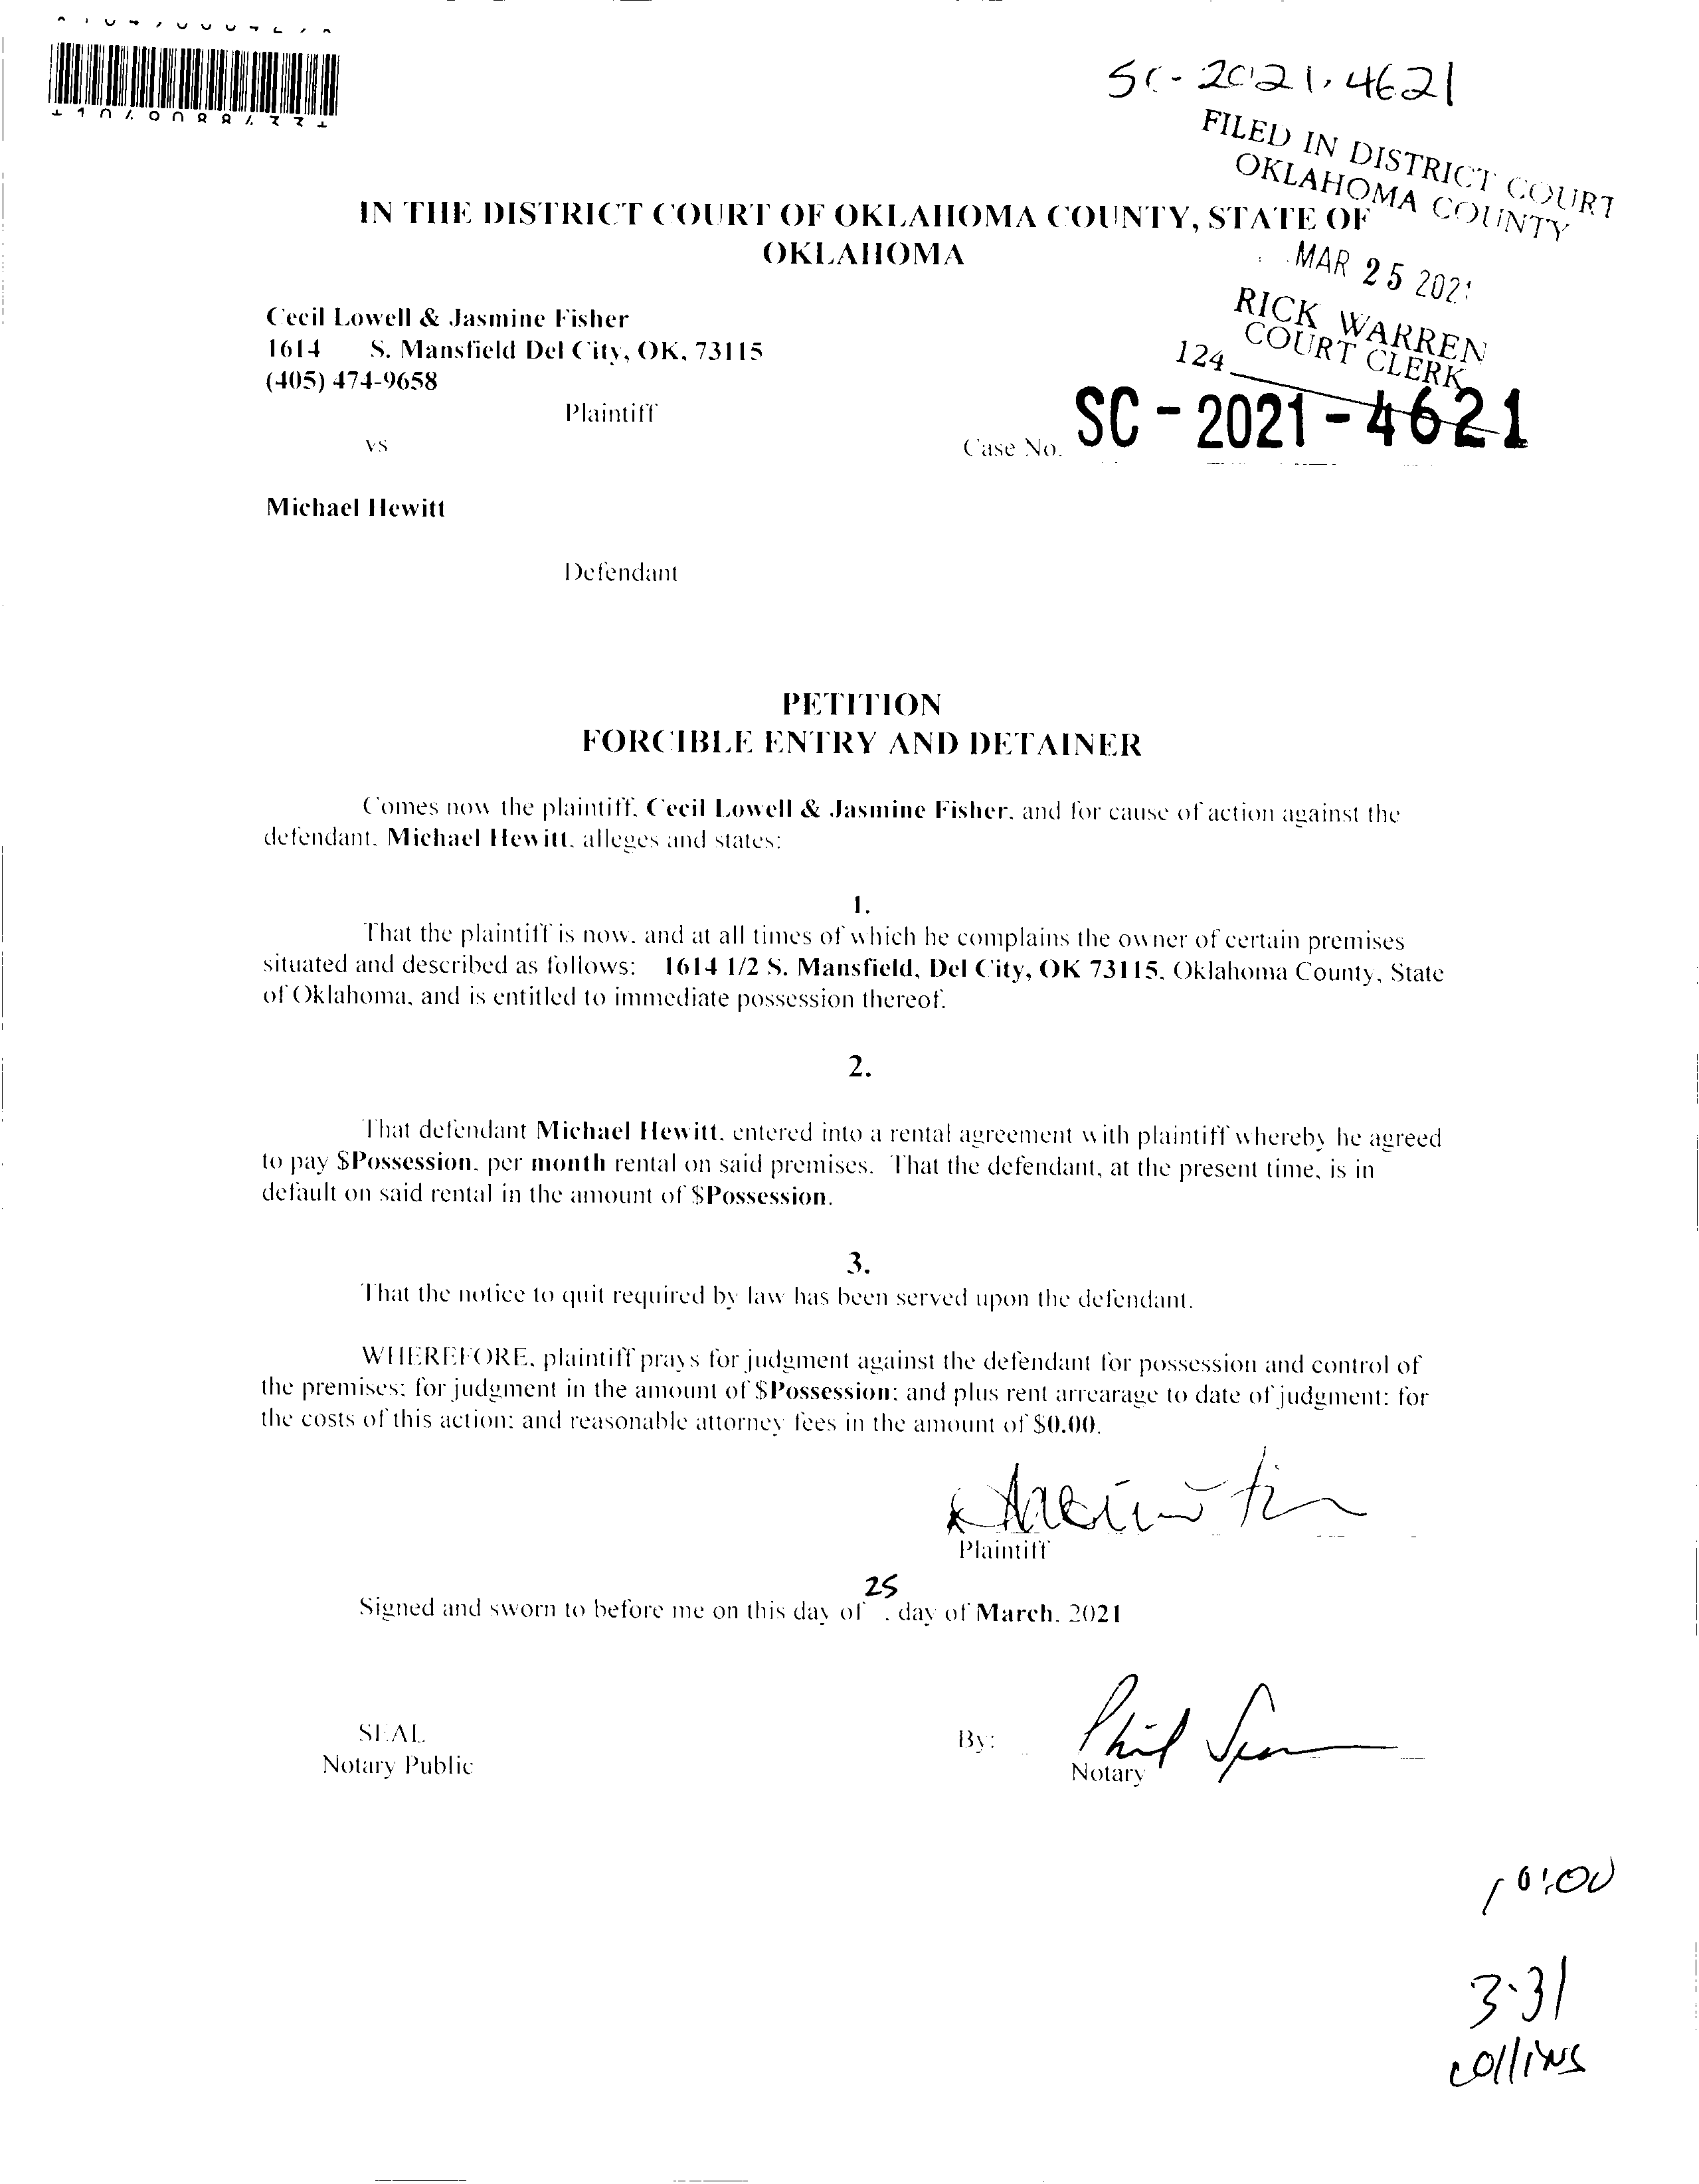 SC-2021-4621
FILED IN DISTRICT COURT
OKLAHOMA COUNTY
MAR 25 2021
RICK WARREN
COURT CLERK
124
IN THE DISTRICT COURT OF OKLAHOMA COUNTY, STATE OF
OKLAHOMA
Cecil Lowell & Jasmine Fisher
1614 S. Mansfield Del City, OK, 73115
(405) 474-9658
Plaintiff
vs
Case No. SC-2021-4621
Michael Hewitt
Defendant
PETITION
FORCIBLE ENTRY AND DETAINER
Comes now the plaintiff, Cecil Lowell & Jasmine Fisher, and for cause of action against the
defendant, Michael Hewitt, alleges and states:
1.
That the plaintiff is now, and at all times of which he complains the owner of certain premises
situated and described as follows: 1614 1/2 S. Mansfield, Del City, OK 73115, Oklahoma County, State
of Oklahoma, and is entitled to immediate possession thereof.
2.
That defendant Michael Hewitt, entered into a rental agreement with plaintiff whereby he agreed
to pay $Possession, per month rental on said premises. That the defendant, at the present time, is in
default on said rental in the amount of $Possession.
3.
That the notice to quit required by law has been served upon the defendant.
WHEREFORE, plaintiff prays for judgment against the defendant for possession and control of
the premises; for judgment in the amount of $Possession; and plus rent arrearage to date of judgment; for
the costs of this action; and reasonable attorney fees in the amount of $0.00.
Plaintiff
25
Signed and sworn to before me on this day of . day of March, 2021
SEAL
Notary Public
By:
Phil
Notary
10:00
3-31
Collins